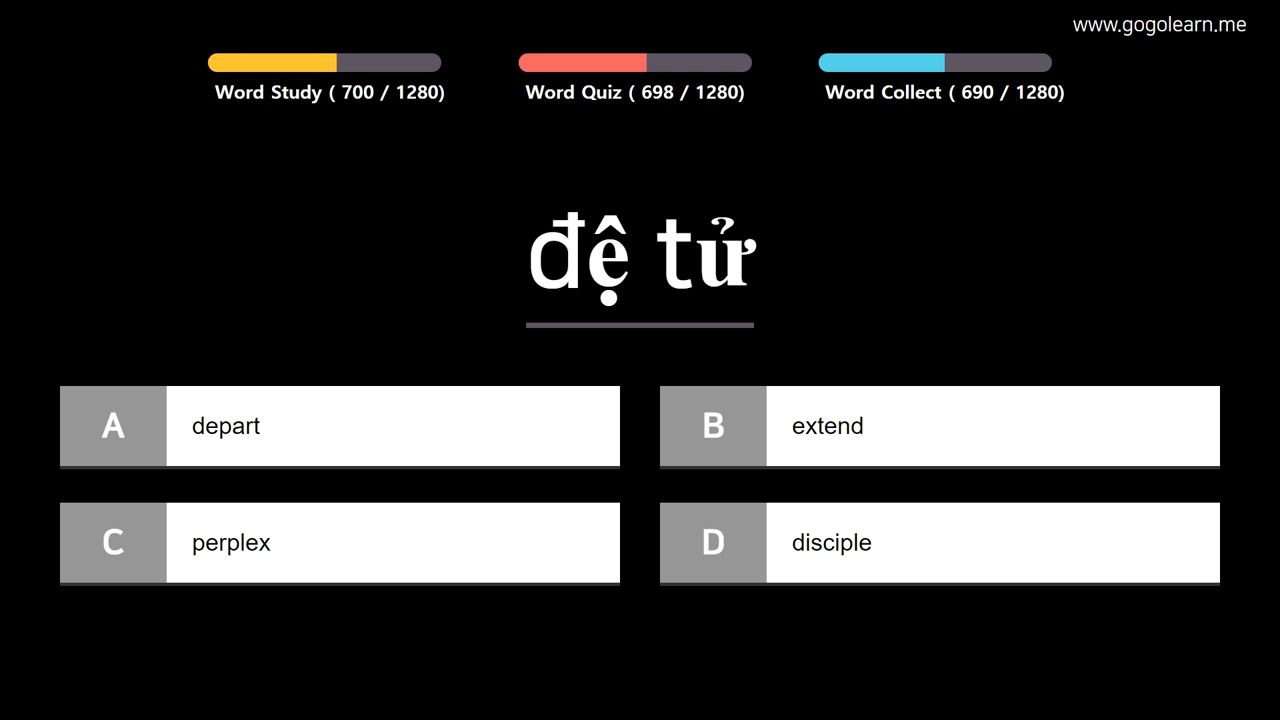 www.gogolearn.me
Word Study ( 700 / 1280)
Word Quiz ( 698 / 1280)
Word Collect ( 690 / 1280)
đệ tử
A depart
B extend
C perplex
D disciple